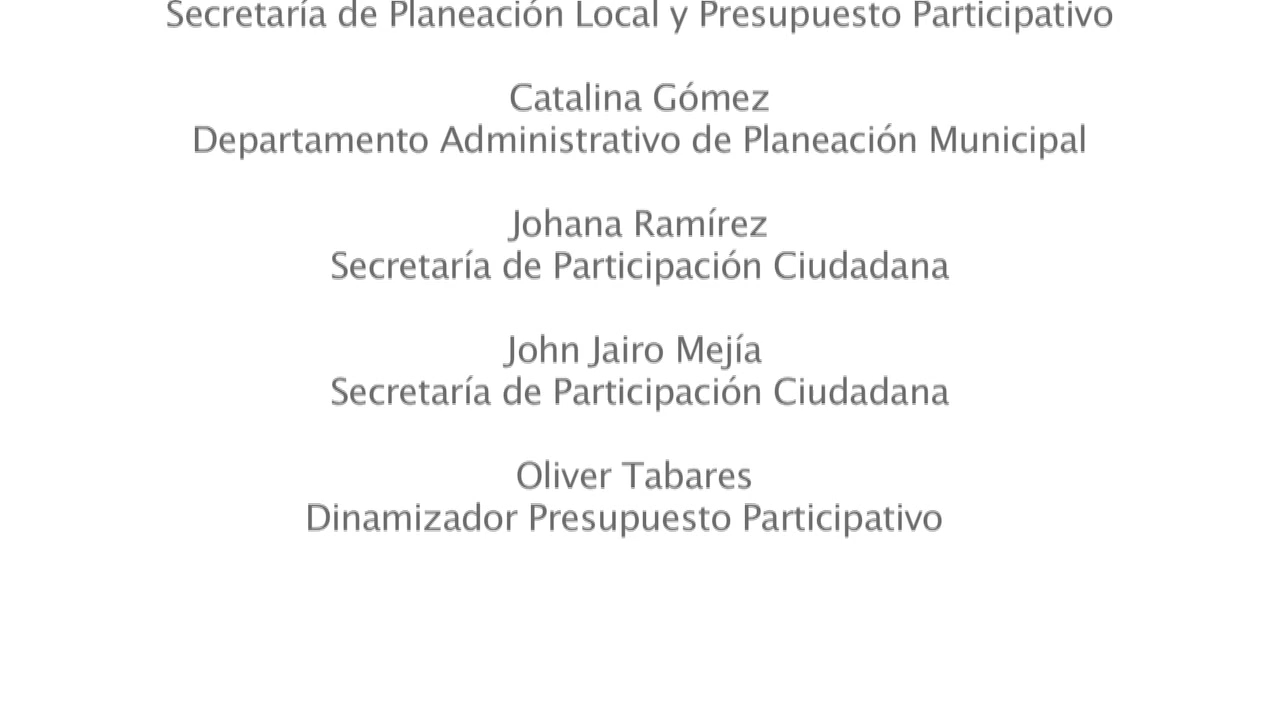 Secretaría de Planeación Local y Presupuesto Participativo
Catalina Gómez
Departamento Administrativo de Planeación Municipal
Johana Ramírez
Secretaría de Participación Ciudadana
John Jairo Mejía
Secretaría de Participación Ciudadana
Oliver Tabares
Dinamizador Presupuesto Participativo